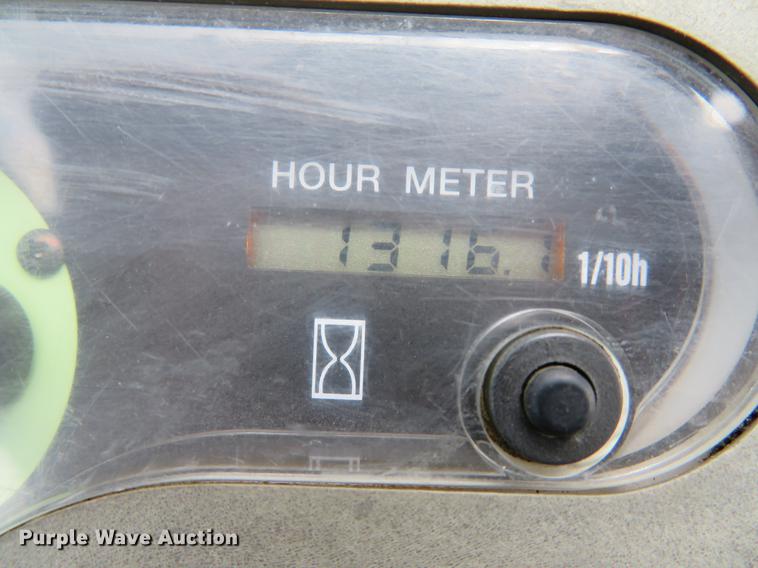 HOUR METER
1316.1
1/10h
Purple Wave Auction